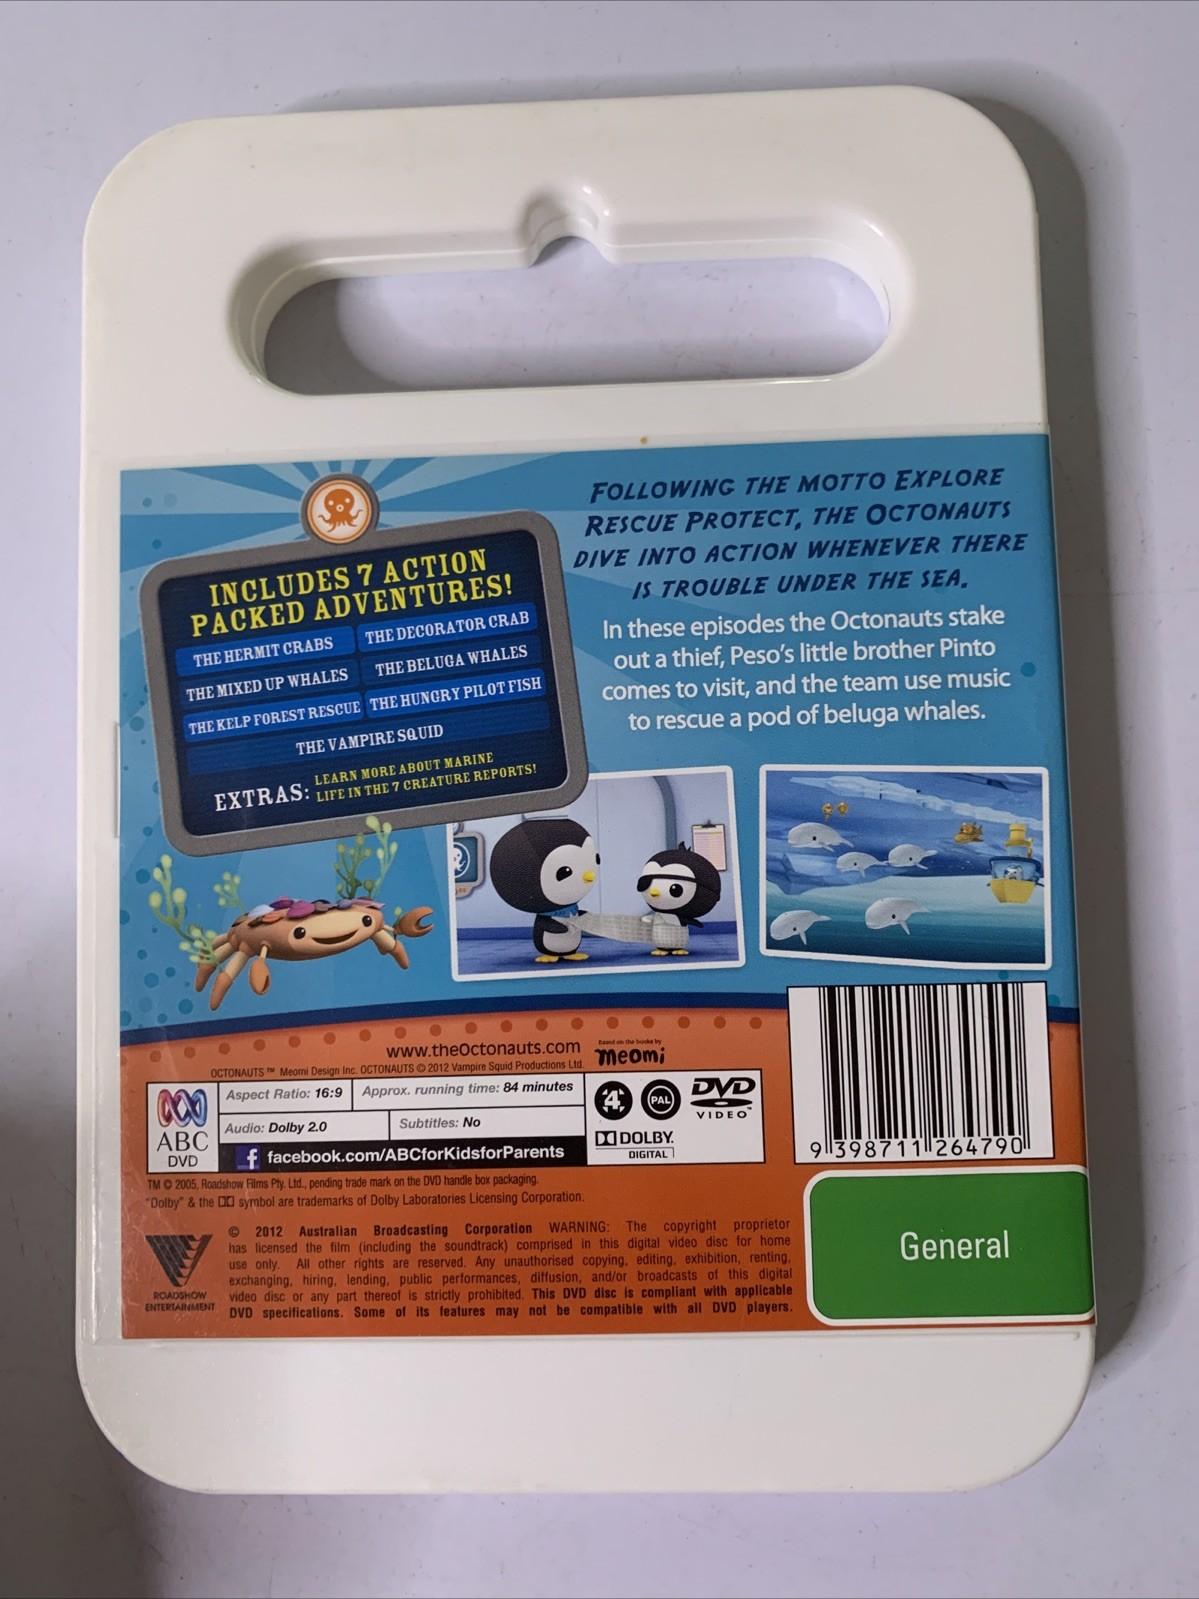 FOLLOWING THE MOTTO EXPLORE
RESCUE PROTECT, THE OCTONAUTS
DIVE INTO ACTION WHENEVER THERE
IS TROUBLE UNDER THE SEA.
INCLUDES 7 ACTION
PACKED ADVENTURES!
THE HERMIT CRABS
THE DECORATOR CRAB
THE MIXED UP WHALES
THE BELUGA WHALES
THE KELP FOREST RESCUE
THE HUNGRY PILOT FISH
THE VAMPIRE SQUID
EXTRAS: LEARN MORE ABOUT MARINE
LIFE IN THE 7 CREATURE REPORTS!
In these episodes the Octonauts stake
out a thief, Peso's little brother Pinto
comes to visit, and the team use music
to rescue a pod of beluga whales.
www.theOctonauts.com
Based on the books by
meomi
OCTONAUTS™ Meomi Design Inc. OCTONAUTS © 2012 Vampire Squid Productions Ltd.
ABC
DVD
Aspect Ratio: 16:9
Approx. running time: 84 minutes
Audio: Dolby 2.0
Subtitles: No
f facebook.com/ABCforKidsforParents
4
PAL
DVD
VIDEO™
DOLBY
DIGITAL
9 398711 264790
TM © 2005, Roadshow Films Pty. Ltd., pending trade mark on the DVD handle box packaging.
"Dolby" & the DD symbol are trademarks of Dolby Laboratories Licensing Corporation.
ROADSHOW
ENTERTAINMENT
© 2012 Australian Broadcasting Corporation WARNING: The copyright proprietor
has licensed the film (including the soundtrack) comprised in this digital video disc for home
use only. All other rights are reserved. Any unauthorised copying, editing, exhibition, renting,
exchanging, hiring, lending, public performances, diffusion, and/or broadcasts of this digital
video disc or any part thereof is strictly prohibited. This DVD disc is compliant with applicable
DVD specifications. Some of its features may not be compatible with all DVD players.
General